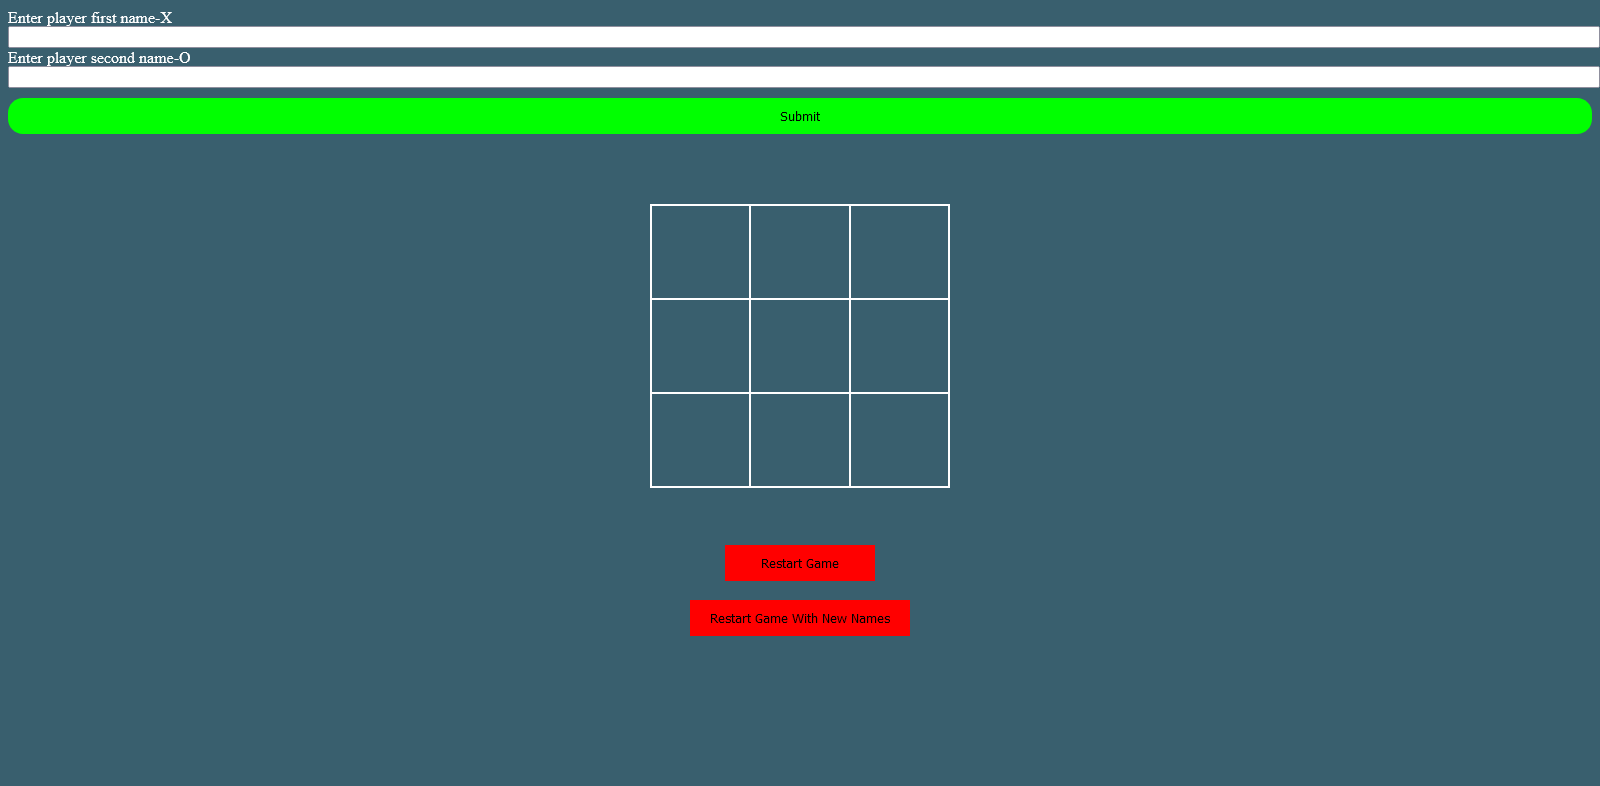 Enter player first name-X
Enter player second name-O
Submit
Restart Game
Restart Game With New Names